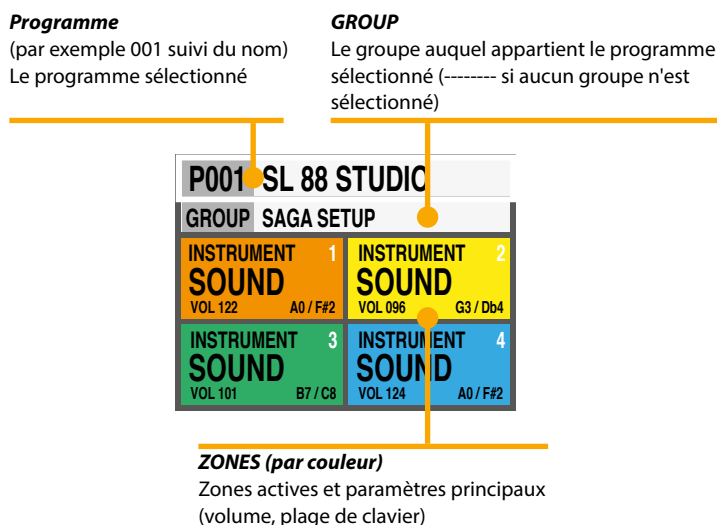 Programme
(par exemple 001 suivi du nom)
Le programme sélectionné
GROUP
Le groupe auquel appartient le programme
sélectionné (-------- si aucun groupe n'est
sélectionné)
P001 SL 88 STUDIO
GROUP SAGA SETUP
INSTRUMENT 1
SOUND
VOL 122 A0 / F#2
INSTRUMENT 2
SOUND
VOL 096 G3 / Db4
INSTRUMENT 3
SOUND
VOL 101 B7 / C8
INSTRUMENT 4
SOUND
VOL 124 A0 / F#2
ZONES (par couleur)
Zones actives et paramètres principaux
(volume, plage de clavier)